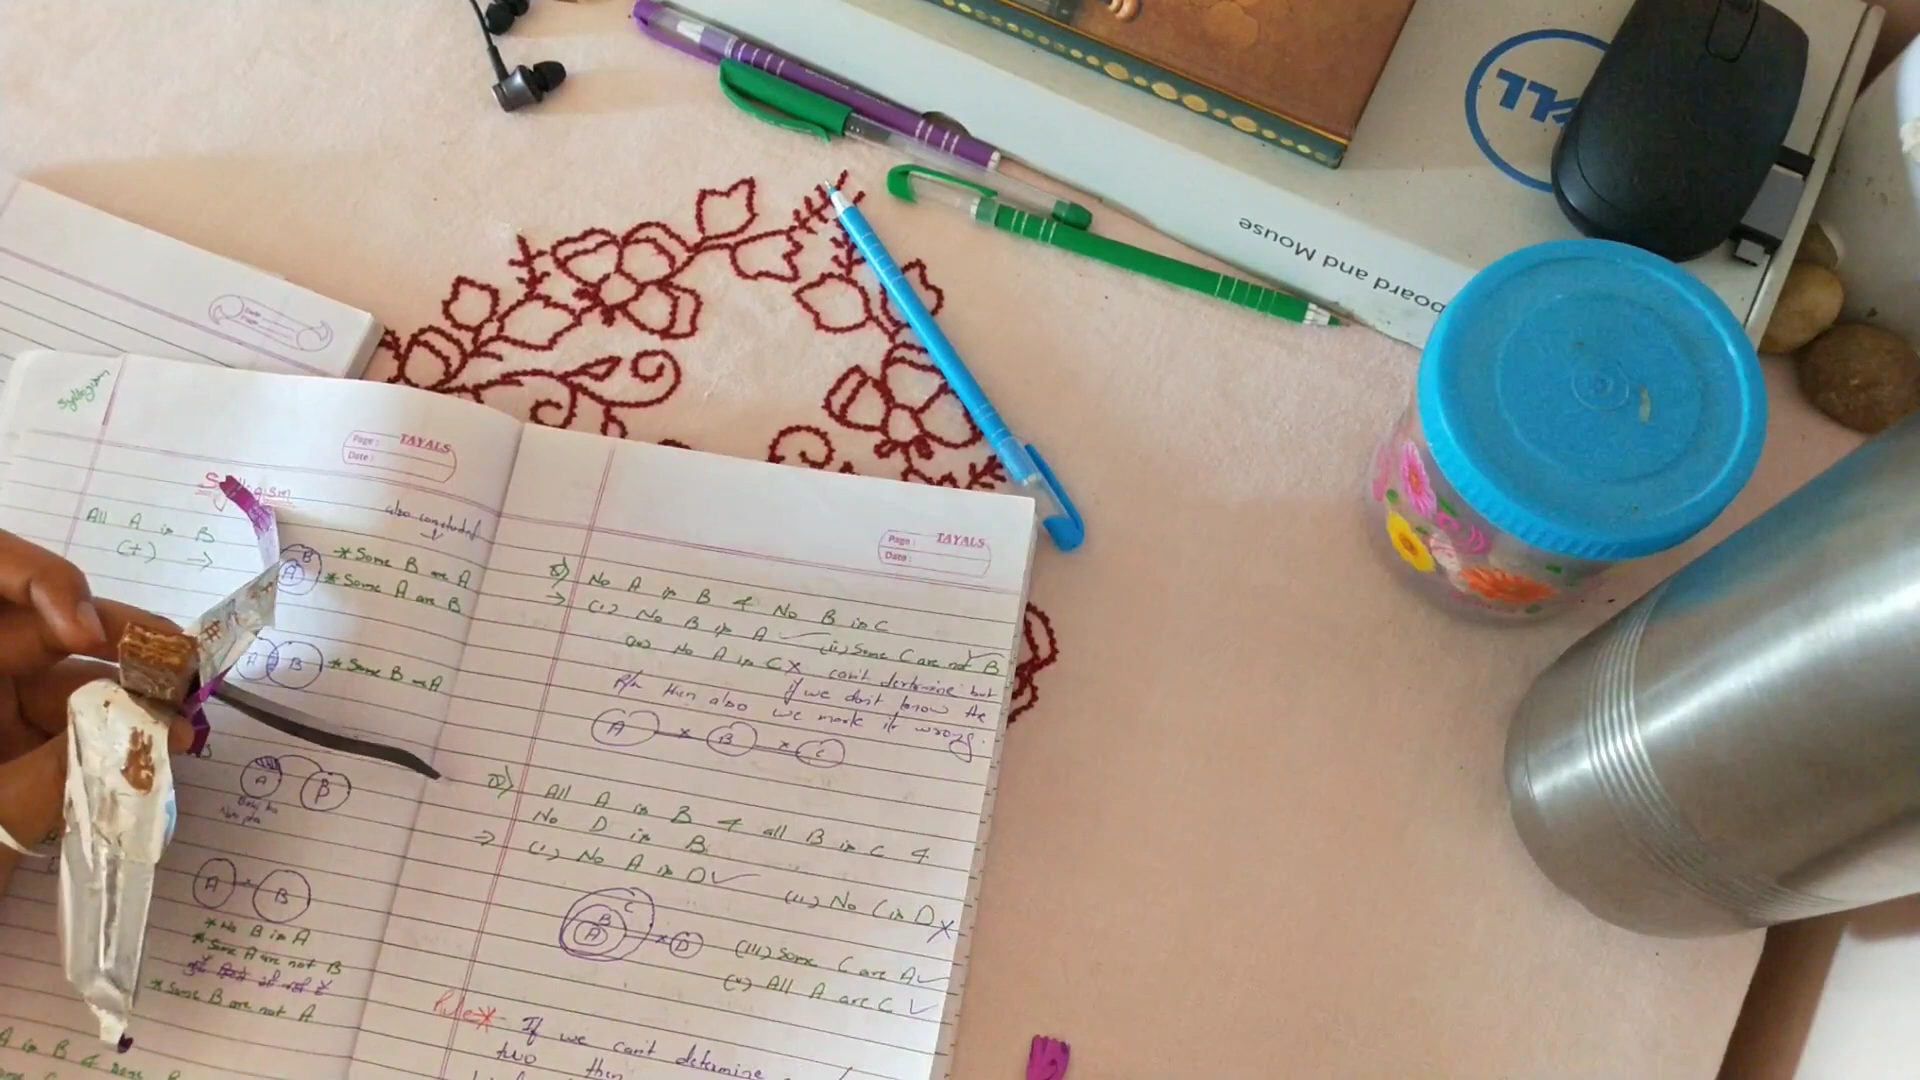 DELL
board and Mouse
Date :
Page :
Syllogism
Page : TAYALS
Date :
All A is B
(+) →
B
A
* Some B are A
* Some A are B
A B
* Some B are A
A
B
A
B
* No B is A
* Some A are not B
* Some B are not A
Page : TAYALS
Date :
No A is B & No B is C
→ (i) No B is A ✓ (ii) Some C are not B
(iii) No A is C X can't determine but
if we don't know the
then also we mark it wrong.
A x B x C
All A is B & all B is C &
No D is B
→ (i) No A is D ✓ (ii) No C is D X
C
B
A x D
(iii) Some C are A ✓
All A are C ✓
Rule * If we can't determine
two then